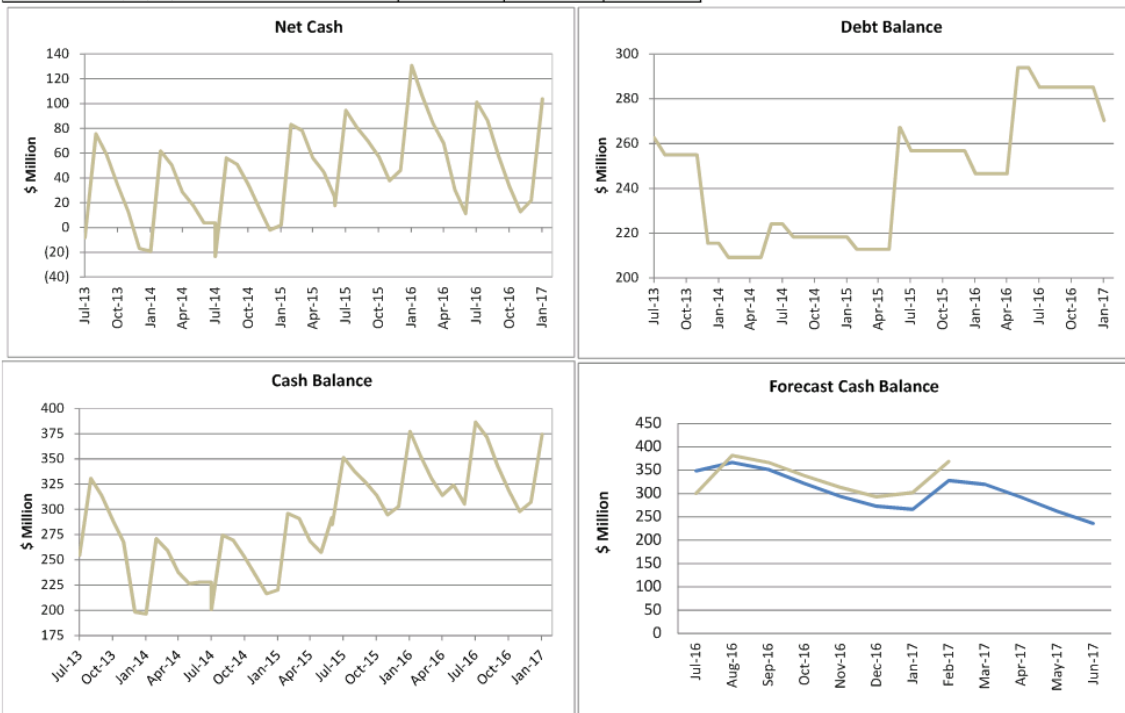 Net Cash
$ Million
140
120
100
80
60
40
20
0
(20)
(40)
Jul-13
Oct-13
Jan-14
Apr-14
Jul-14
Oct-14
Jan-15
Apr-15
Jul-15
Oct-15
Jan-16
Apr-16
Jul-16
Oct-16
Jan-17
Debt Balance
$ Million
300
280
260
240
220
200
Jul-13
Oct-13
Jan-14
Apr-14
Jul-14
Oct-14
Jan-15
Apr-15
Jul-15
Oct-15
Jan-16
Apr-16
Jul-16
Oct-16
Jan-17
Cash Balance
$ Million
400
375
350
325
300
275
250
225
200
175
Jul-13
Oct-13
Jan-14
Apr-14
Jul-14
Oct-14
Jan-15
Apr-15
Jul-15
Oct-15
Jan-16
Apr-16
Jul-16
Oct-16
Jan-17
Forecast Cash Balance
$ Million
450
400
350
300
250
200
150
100
50
0
Jul-16
Aug-16
Sep-16
Oct-16
Nov-16
Dec-16
Jan-17
Feb-17
Mar-17
Apr-17
May-17
Jun-17